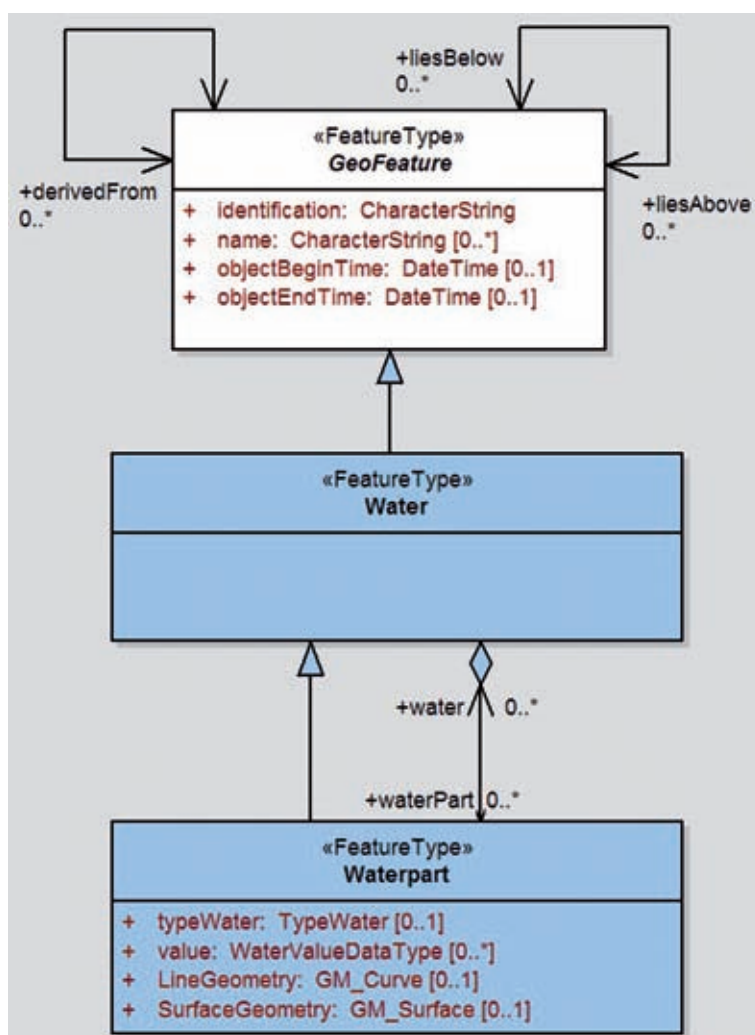 +liesBelow
0..*
«FeatureType»
GeoFeature
+derivedFrom
0..*
+liesAbove
0..*
+ identification: CharacterString
+ name: CharacterString [0..*]
+ objectBeginTime: DateTime [0..1]
+ objectEndTime: DateTime [0..1]
«FeatureType»
Water
+water 0..*
+waterPart 0..*
«FeatureType»
Waterpart
+ typeWater: TypeWater [0..1]
+ value: WaterValueDataType [0..*]
+ LineGeometry: GM_Curve [0..1]
+ SurfaceGeometry: GM_Surface [0..1]